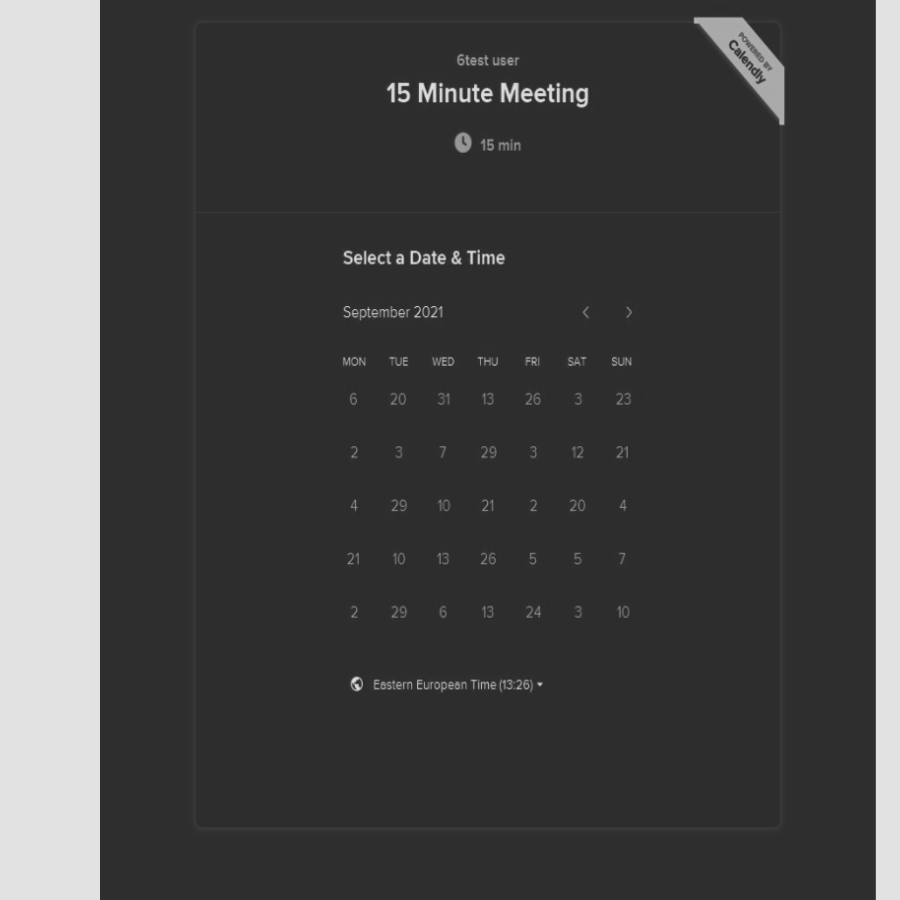 POWERED BY
Calendly
6test user
15 Minute Meeting
15 min
Select a Date & Time
September 2021
MON TUE WED THU FRI SAT SUN
6 20 31 13 26 3 23
2 3 7 29 3 12 21
4 29 10 21 2 20 4
21 10 13 26 5 5 7
2 29 6 13 24 3 10
Eastern European Time (13:26)